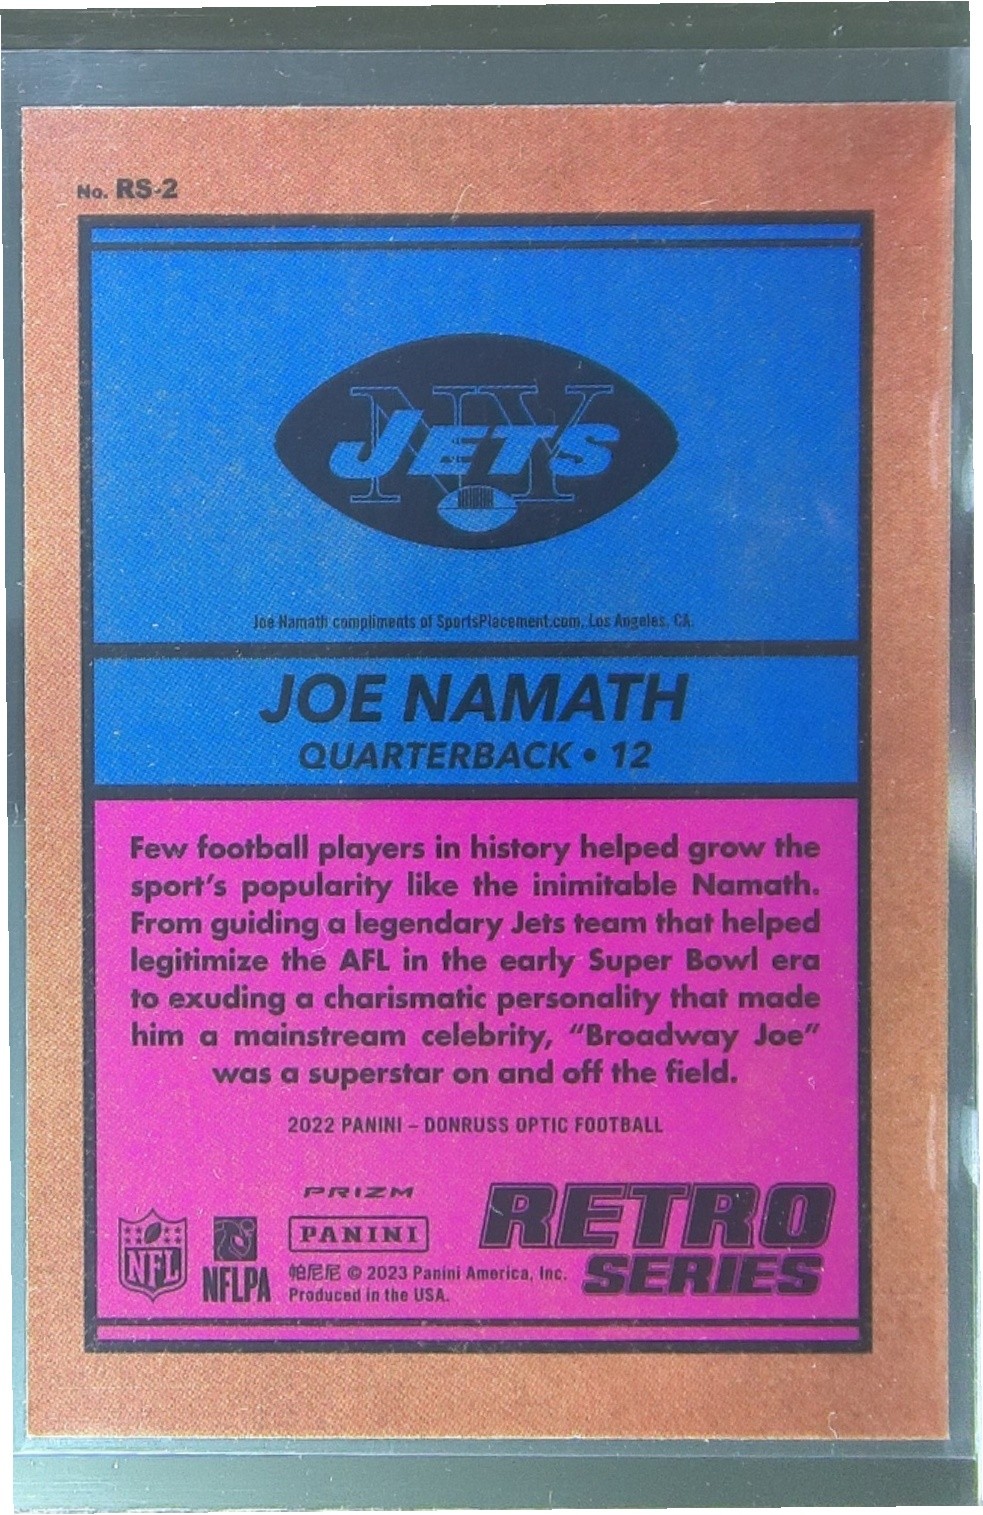 No. RS-2
NY
JETS
Joe Namath compliments of SportsPlacement.com, Los Angeles, CA.
JOE NAMATH
QUARTERBACK • 12
Few football players in history helped grow the
sport's popularity like the inimitable Namath.
From guiding a legendary Jets team that helped
legitimize the AFL in the early Super Bowl era
to exuding a charismatic personality that made
him a mainstream celebrity, “Broadway Joe”
was a superstar on and off the field.
2022 PANINI – DONRUSS OPTIC FOOTBALL
PRIZM
RETRO
SERIES
NFL
NFLPA
PANINI
帕尼尼 © 2023 Panini America, Inc.
Produced in the USA.